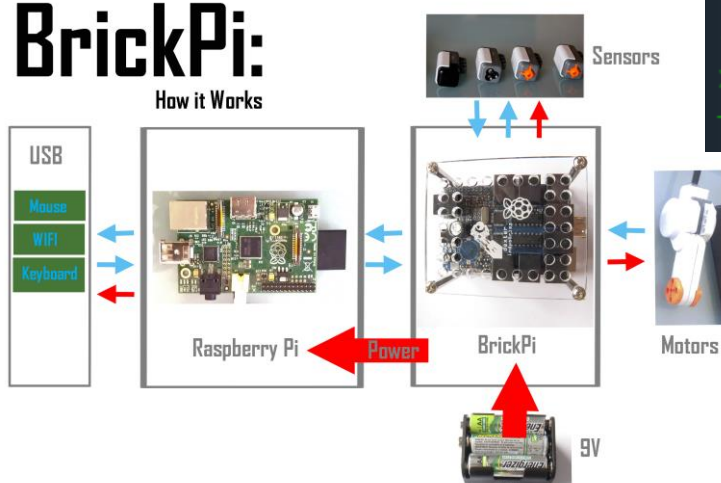 BrickPi:
How it Works
Sensors
USB
Mouse
WIFI
Keyboard
Raspberry Pi
Power
BrickPi
Motors
9V